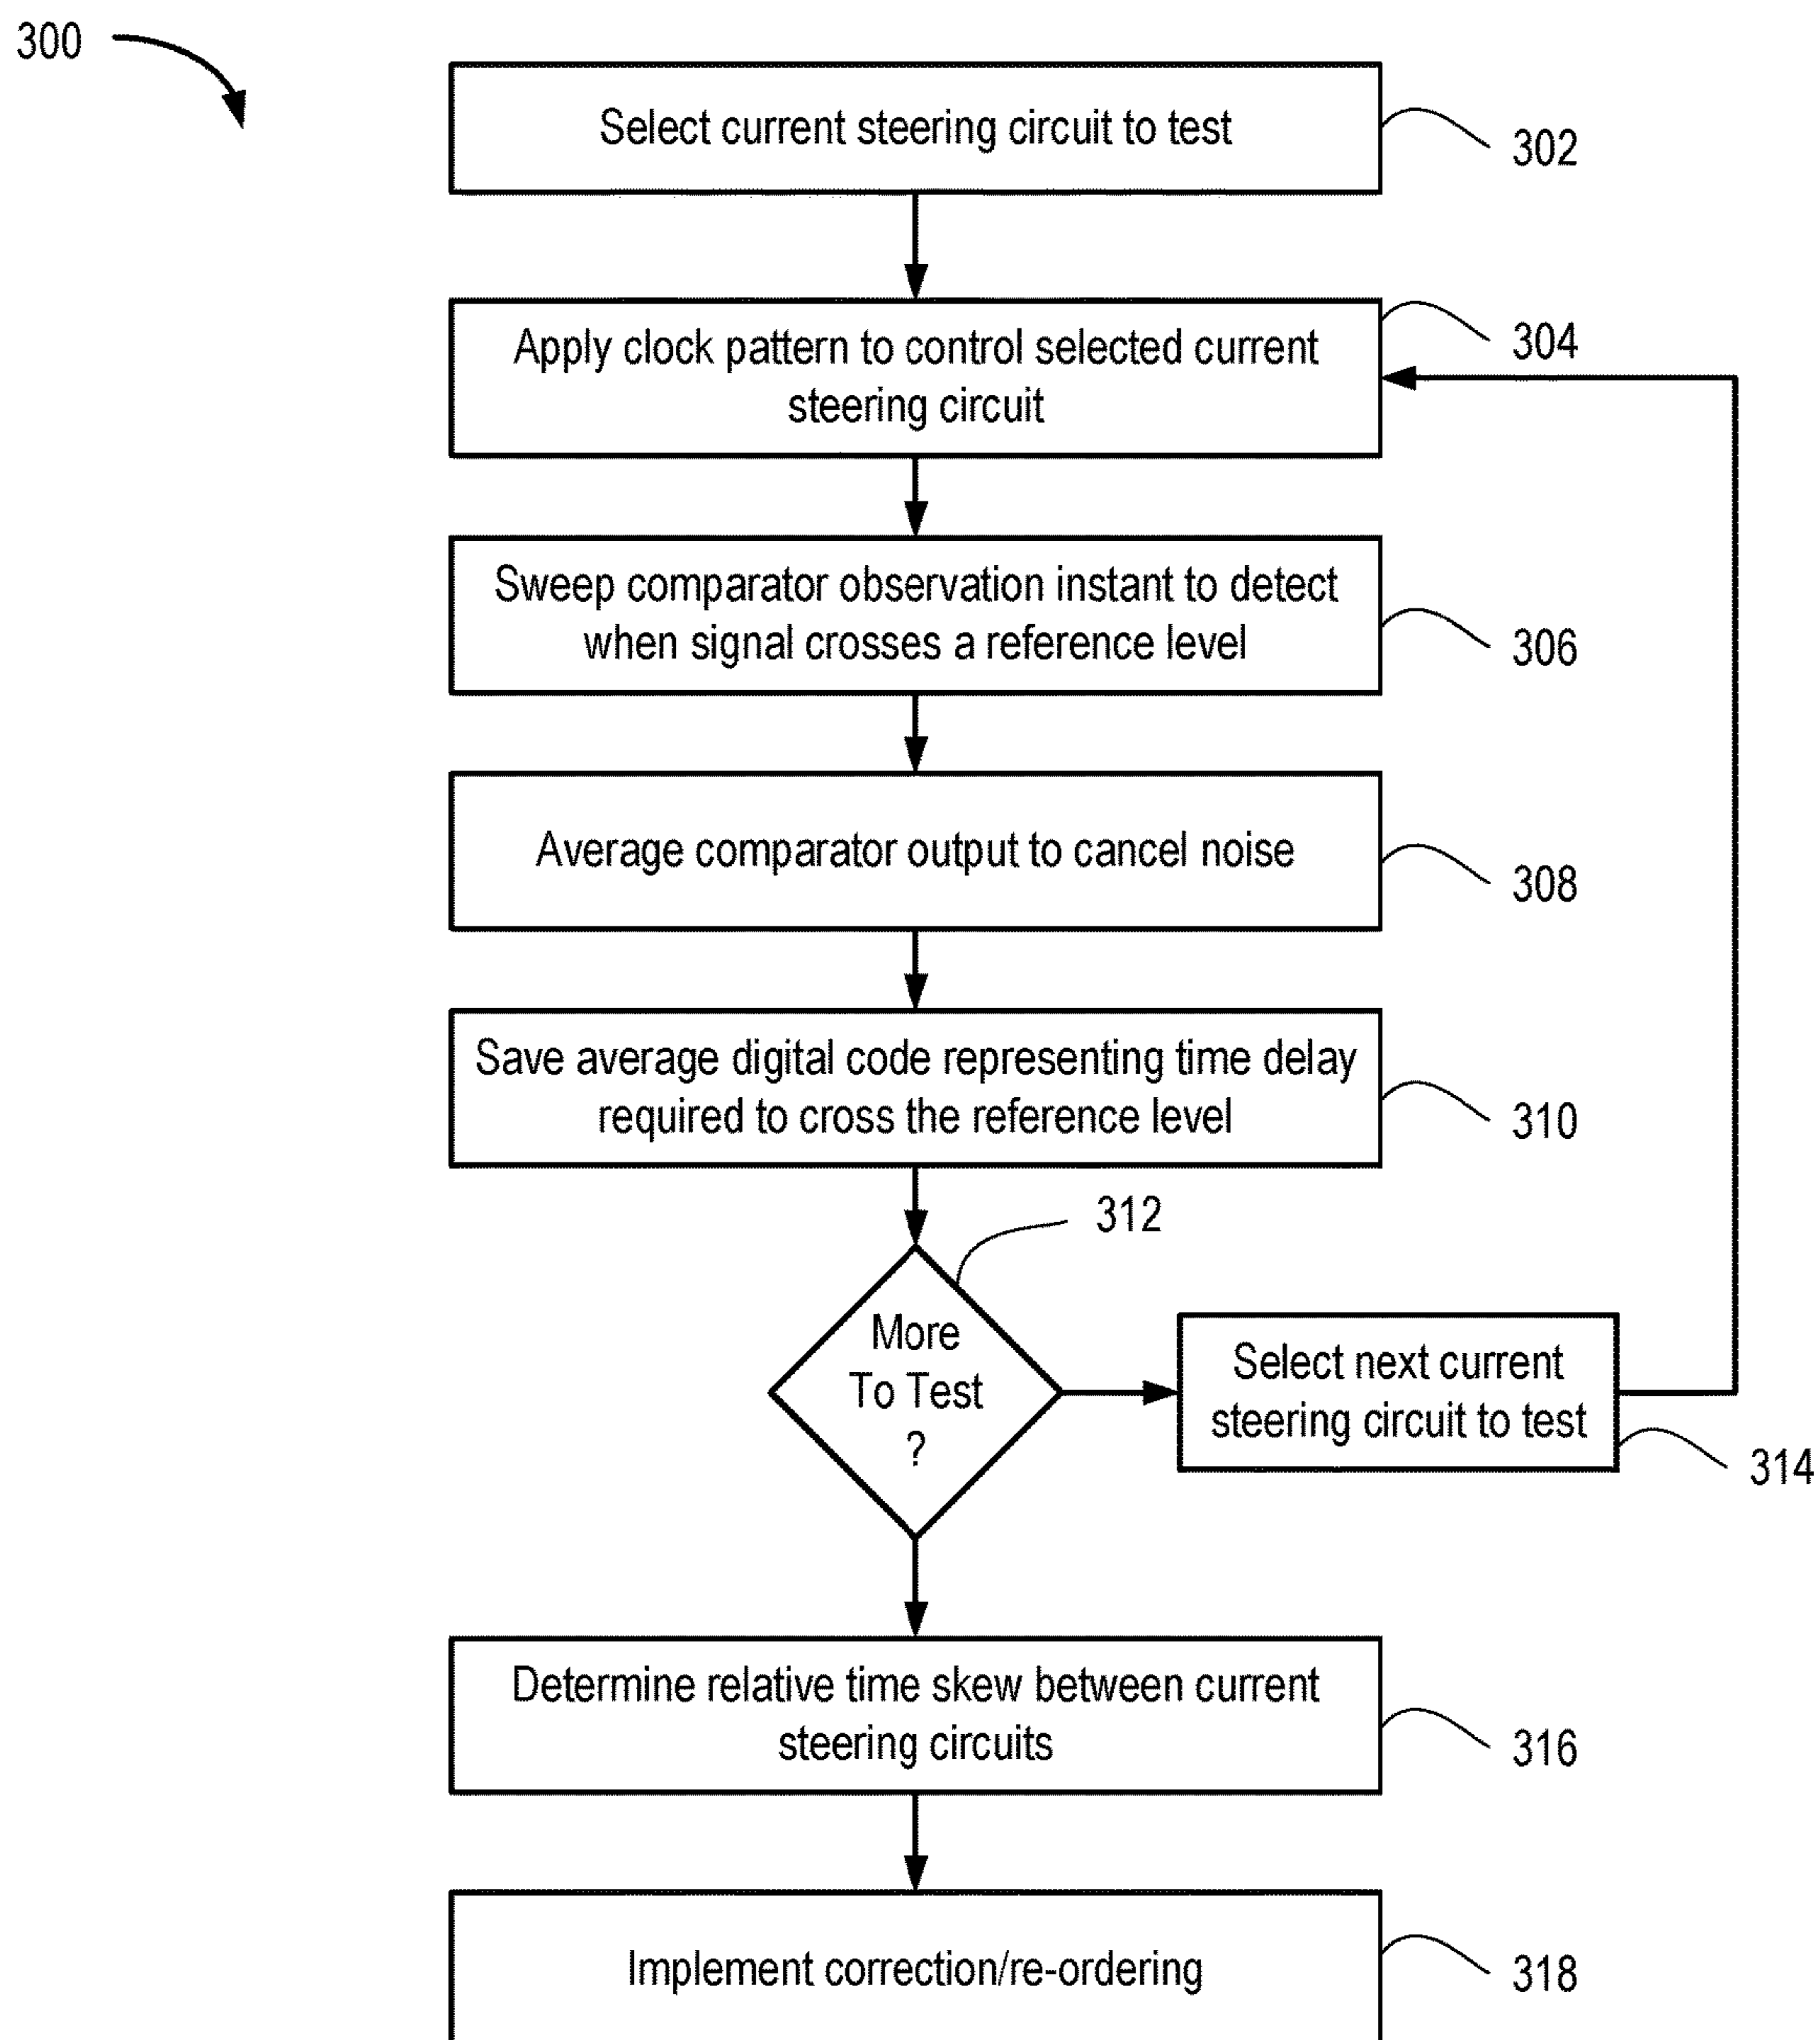 300
Select current steering circuit to test
302
Apply clock pattern to control selected current
steering circuit
304
Sweep comparator observation instant to detect
when signal crosses a reference level
306
Average comparator output to cancel noise
308
Save average digital code representing time delay
required to cross the reference level
310
312
More
To Test
?
Select next current
steering circuit to test
314
Determine relative time skew between current
steering circuits
316
Implement correction/re-ordering
318